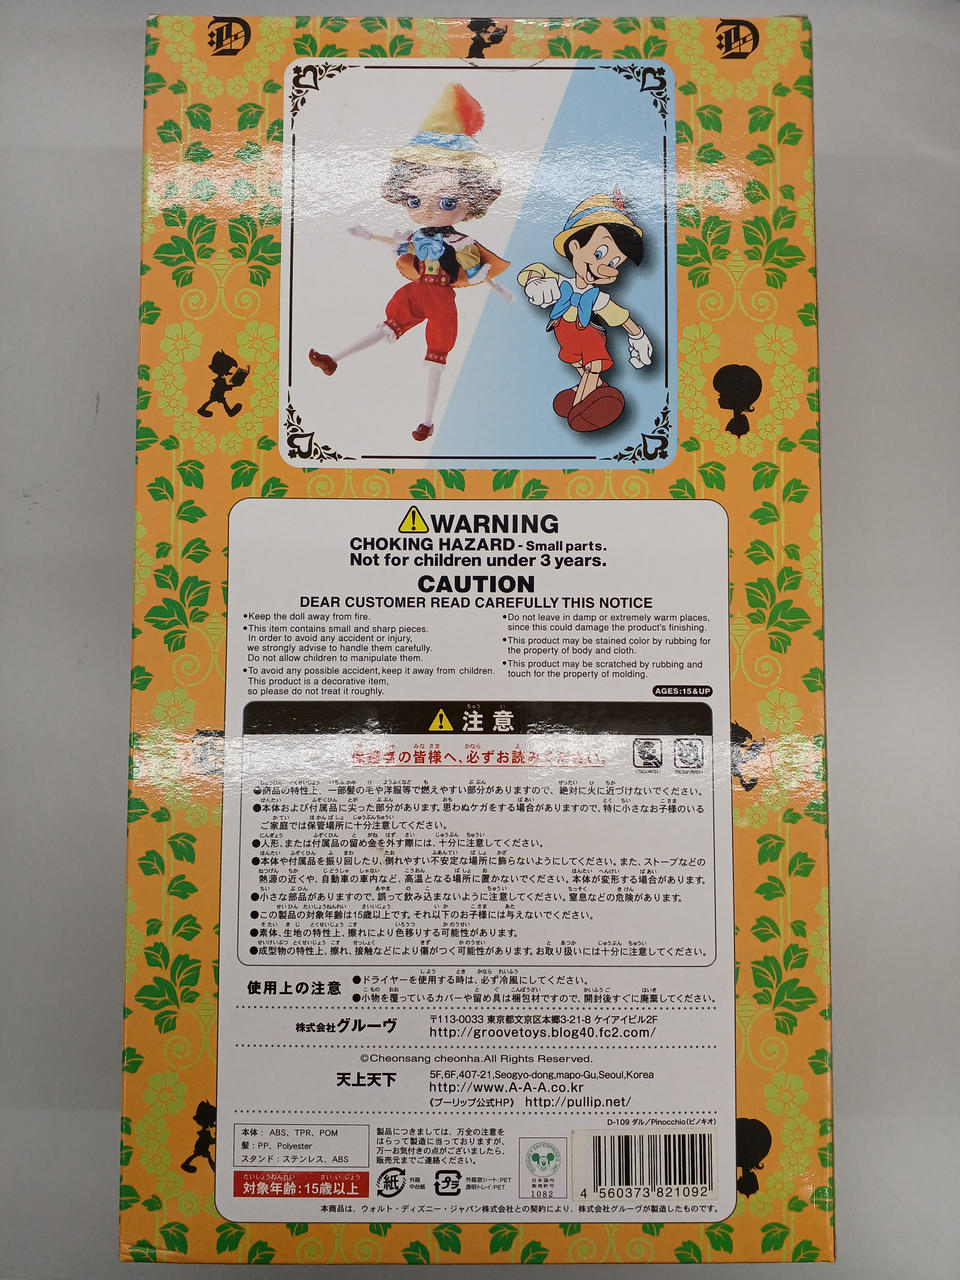 WARNING
CHOKING HAZARD - Small parts.
Not for children under 3 years.
CAUTION
DEAR CUSTOMER READ CAREFULLY THIS NOTICE
●Keep the doll away from fire.
●This item contains small and sharp pieces.
In order to avoid any accident or injury,
we strongly advise to handle them carefully.
Do not allow children to manipulate them.
●To avoid any possible accident, keep it away from children.
This product is a decorative item,
so please do not treat it roughly.
●Do not leave in damp or extremely warm places,
since this could damage the product's finishing.
●This product may be stained color by rubbing for
the property of body and cloth.
●This product may be scratched by rubbing and
touch for the property of molding.
AGES:15&UP
注意
保護者の皆様へ、必ずお読みください。
●商品の特性上、一部髪の毛や洋服等で燃えやすい部分がありますので、絶対に火に近づけないでください。
●本体および付属品に尖った部分があります。思わぬケガをする場合がありますので、特に小さなお子様のいる
ご家庭では保管場所に十分注意してください。
●人形、または付属品の留め金を外す際には、十分に注意してください。
●本体や付属品を振り回したり、倒れやすい不安定な場所に飾らないようにしてください。また、ストーブなどの
熱源の近くや、自動車の車内など、高温となる場所に置かないでください。本体が変形する場合があります。
●小さな部品がありますので、誤って飲み込まないように注意してください。窒息などの危険があります。
●この製品の対象年齢は15歳以上です。それ以下のお子様には与えないでください。
●素体、生地の特性上、擦れにより色移りする可能性があります。
●成型物の特性上、擦れ、接触などにより傷がつく可能性があります。お取り扱いには十分に注意してください。
使用上の注意
●ドライヤーを使用する時は、必ず冷風にしてください。
●小物を覆っているカバーや留め具は梱包材ですので、開封後すぐに廃棄してください。
株式会社グルーヴ
〒113-0033 東京都文京区本郷3-21-8 ケイアイビル2F
http://groovetoys.blog40.fc2.com/
©Cheonsang cheonha.All Rights Reserved.
天上天下
5F,6F,407-21,Seogyo-dong,mapo-Gu,Seoul,Korea
http://www.A-A-A.co.kr
《プーリップ公式HP》 http://pullip.net/
D-109 ダル/Pinocchio(ピノキオ)
本体: ABS、TPR、POM
髪: PP、Polyester
スタンド: ステンレス、ABS
たいしょうねんれい さい い じょう
対象年齢:15歳以上
製品につきましては、万全の注意を
はらって製造に当っておりますが、
万一お気付きの点がございましたら、
販売元までご連絡ください。
紙
外箱
中台紙
プラ
外箱窓シート:PET
透明トレイ:PET
日本国内
販売許可
1082
4 560373 821092
本商品は、ウォルト・ディズニー・ジャパン株式会社との契約により、株式会社グルーヴが製造したものです。